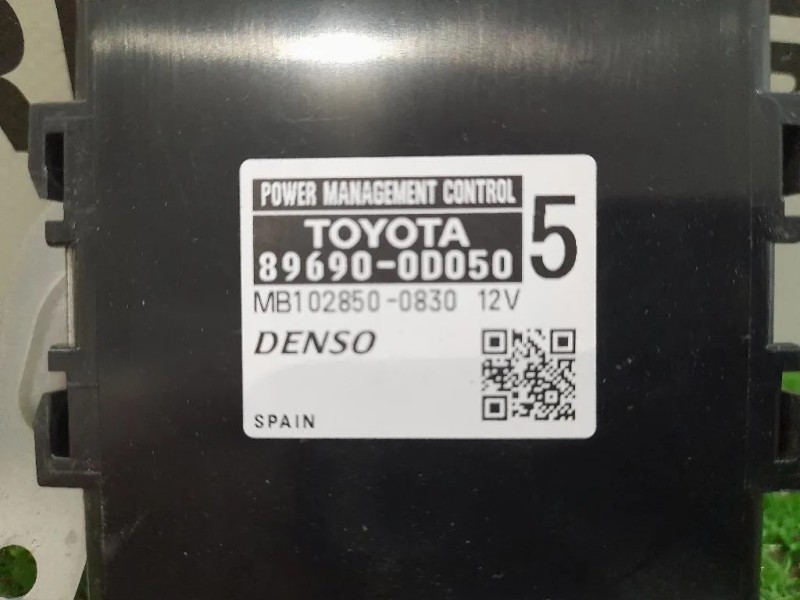 POWER MANAGEMENT CONTROL
TOYOTA
89690-0D050
5
MB102850-0830 12V
DENSO
SPAIN